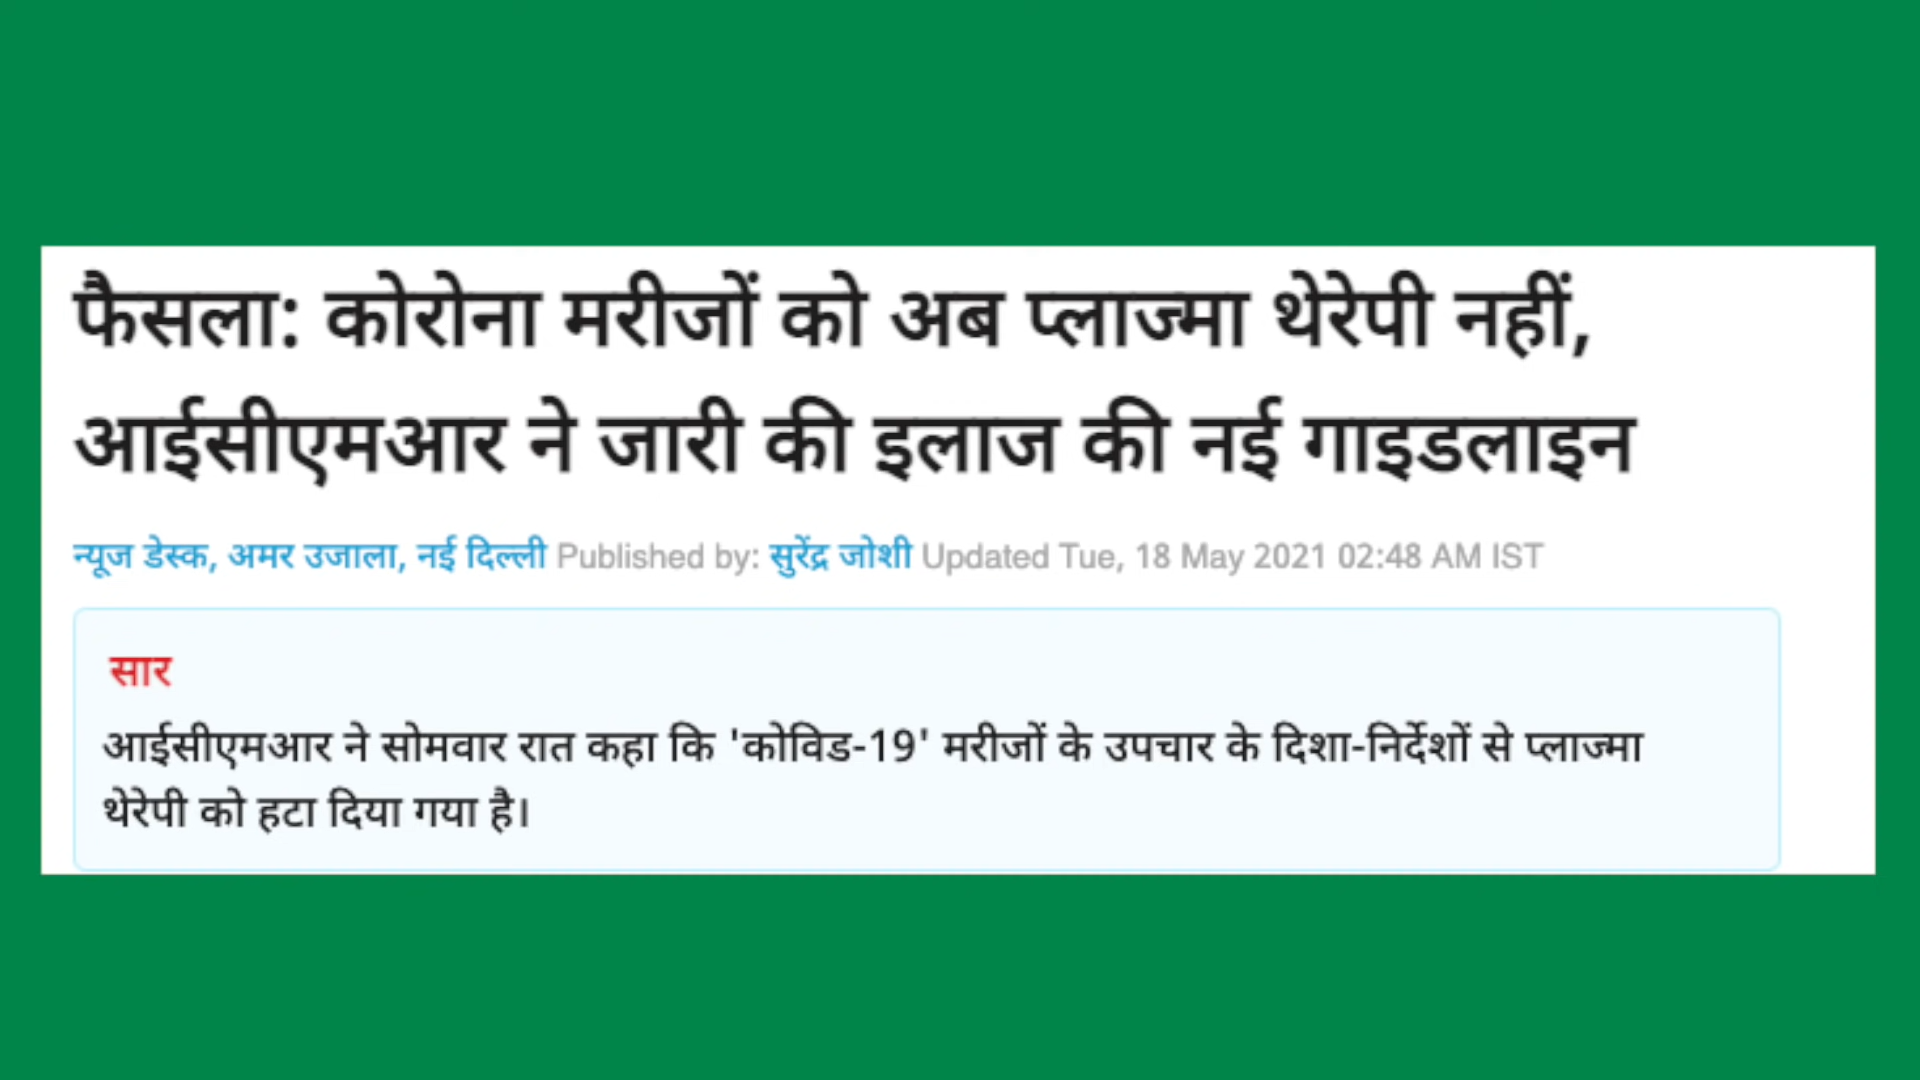 फैसला: कोरोना मरीजों को अब प्लाज्मा थेरेपी नहीं,
आईसीएमआर ने जारी की इलाज की नई गाइडलाइन
न्यूज डेस्क, अमर उजाला, नई दिल्ली Published by: सुरेंद्र जोशी Updated Tue, 18 May 2021 02:48 AM IST
सार
आईसीएमआर ने सोमवार रात कहा कि 'कोविड-19' मरीजों के उपचार के दिशा-निर्देशों से प्लाज्मा
थेरेपी को हटा दिया गया है।